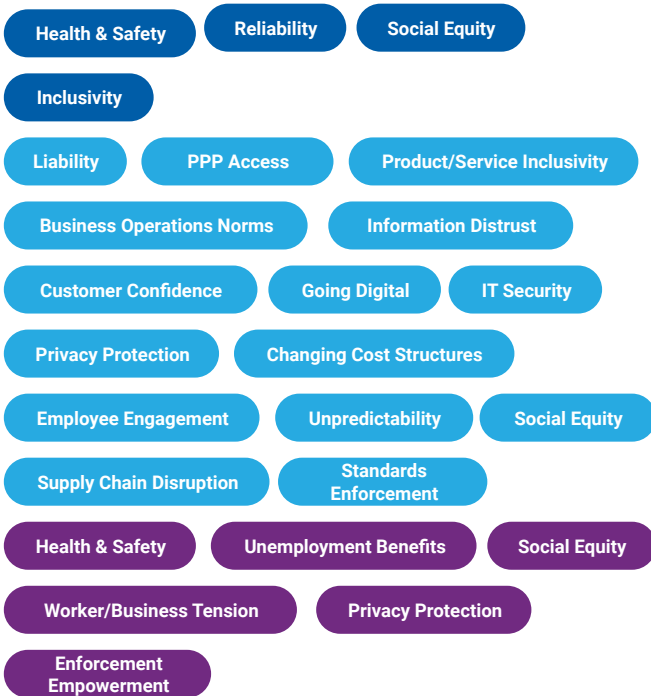 Health & Safety
Reliability
Social Equity
Inclusivity
Liability
PPP Access
Product/Service Inclusivity
Business Operations Norms
Information Distrust
Customer Confidence
Going Digital
IT Security
Privacy Protection
Changing Cost Structures
Employee Engagement
Unpredictability
Social Equity
Supply Chain Disruption
Standards
Enforcement
Health & Safety
Unemployment Benefits
Social Equity
Worker/Business Tension
Privacy Protection
Enforcement
Empowerment